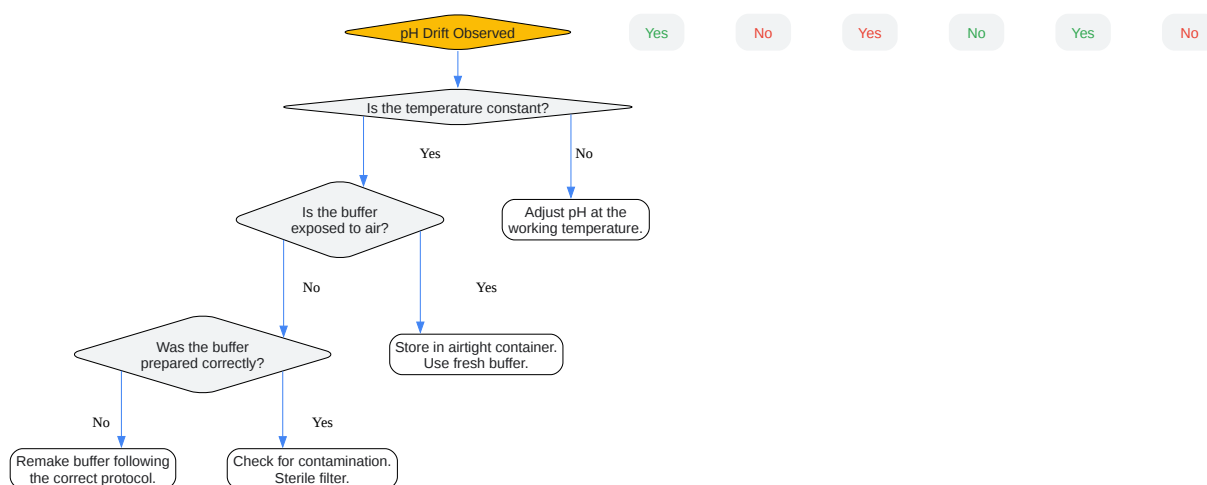 pH Drift Observed
Yes
No
Yes
No
Yes
No
Is the temperature constant?
Yes
No
Is the buffer
exposed to air?
Adjust pH at the
working temperature.
No
Yes
Was the buffer
prepared correctly?
Store in airtight container.
Use fresh buffer.
No
Yes
Remake buffer following
the correct protocol.
Check for contamination.
Sterile filter.